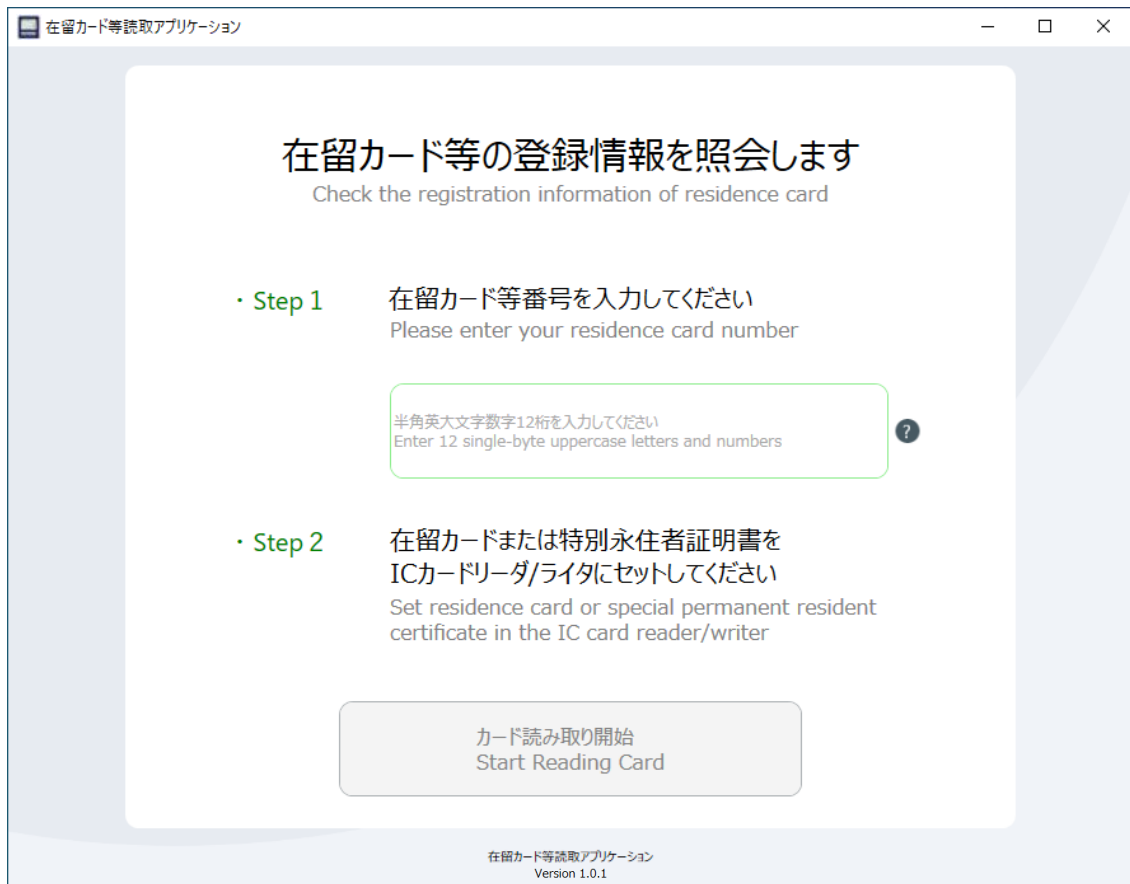 在留カード等読取アプリケーション
在留カード等の登録情報を照会します
Check the registration information of residence card
・Step 1
在留カード等番号を入力してください
Please enter your residence card number
半角英大文字数字12桁を入力してください
Enter 12 single-byte uppercase letters and numbers
?
・Step 2
在留カードまたは特別永住者証明書を
ICカードリーダ/ライタにセットしてください
Set residence card or special permanent resident
certificate in the IC card reader/writer
カード読み取り開始
Start Reading Card
在留カード等読取アプリケーション
Version 1.0.1